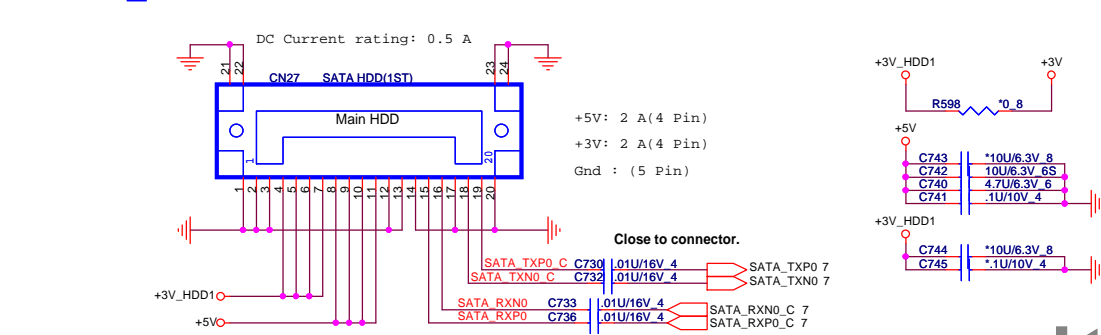 DC Current rating: 0.5 A
21
22
23
24
CN27 SATA HDD(1ST)
Main HDD
1
20
1
2
3
4
5
6
7
8
9
10
11
12
13
14
15
16
17
18
19
20
+5V: 2 A(4 Pin)
+3V: 2 A(4 Pin)
Gnd : (5 Pin)
Close to connector.
SATA_TXP0_C C730 .01U/16V_4 SATA_TXP0 7
SATA_TXN0_C C732 .01U/16V_4 SATA_TXN0 7
+3V_HDD1
SATA_RXN0 C733 .01U/16V_4 SATA_RXN0_C 7
SATA_RXP0 C736 .01U/16V_4 SATA_RXP0_C 7
+5V
+3V_HDD1 +3V
R598 *0_8
+5V
C743 *10U/6.3V_8
C742 10U/6.3V_6S
C740 4.7U/6.3V_6
C741 .1U/10V_4
+3V_HDD1
C744 *10U/6.3V_8
C745 *.1U/10V_4